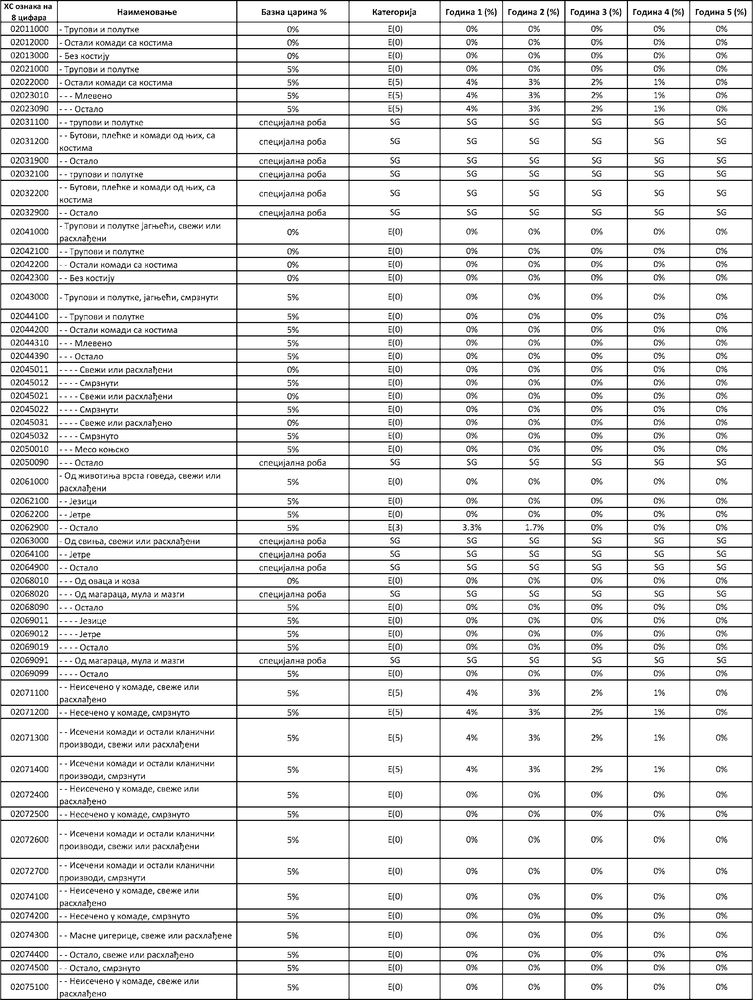 ХС ознака на
8 цифара Наименовање Базна царина % Категорија Година 1 (%) Година 2 (%) Година 3 (%) Година 4 (%) Година 5 (%)
02011000 - Трупови и полутке 0% E(0) 0% 0% 0% 0% 0%
02012000 - Остали комади са костима 0% E(0) 0% 0% 0% 0% 0%
02013000 - Без костију 0% E(0) 0% 0% 0% 0% 0%
02021000 - Трупови и полутке 5% E(0) 0% 0% 0% 0% 0%
02022000 - Остали комади са костима 5% E(5) 4% 3% 2% 1% 0%
02023010 - - - Млевено 5% E(5) 4% 3% 2% 1% 0%
02023090 - - - Остало 5% E(5) 4% 3% 2% 1% 0%
02031100 - - трупови и полутке специјална роба SG SG SG SG SG SG
02031200 - - Бутови, плећке и комади од њих, са
костима специјална роба SG SG SG SG SG SG
02031900 - - Остало специјална роба SG SG SG SG SG SG
02032100 - - трупови и полутке специјална роба SG SG SG SG SG SG
02032200 - - Бутови, плећке и комади од њих, са
костима специјална роба SG SG SG SG SG SG
02032900 - - Остало специјална роба SG SG SG SG SG SG
02041000 - Трупови и полутке јагњећи, свежи или
расхлађени 0% E(0) 0% 0% 0% 0% 0%
02042100 - - Трупови и полутке 0% E(0) 0% 0% 0% 0% 0%
02042200 - - Остали комади са костима 0% E(0) 0% 0% 0% 0% 0%
02042300 - - Без костију 0% E(0) 0% 0% 0% 0% 0%
02043000 - Трупови и полутке, јагњећи, смрзнути 5% E(0) 0% 0% 0% 0% 0%
02044100 - - Трупови и полутке 5% E(0) 0% 0% 0% 0% 0%
02044200 - - Остали комади са костима 5% E(0) 0% 0% 0% 0% 0%
02044310 - - - Млевено 5% E(0) 0% 0% 0% 0% 0%
02044390 - - - Остало 5% E(0) 0% 0% 0% 0% 0%
02045011 - - - - Свежи или расхлађени 0% E(0) 0% 0% 0% 0% 0%
02045012 - - - - Смрзнути 5% E(0) 0% 0% 0% 0% 0%
02045021 - - - - Свежи или расхлађени 0% E(0) 0% 0% 0% 0% 0%
02045022 - - - - Смрзнути 5% E(0) 0% 0% 0% 0% 0%
02045031 - - - - Свеже или расхлађено 0% E(0) 0% 0% 0% 0% 0%
02045032 - - - - Смрзнуто 5% E(0) 0% 0% 0% 0% 0%
02050010 - - - Месо коњско 5% E(0) 0% 0% 0% 0% 0%
02050090 - - - Остало специјална роба SG SG SG SG SG SG
02061000 - Од животиња врста говеда, свежи или
расхлађени 5% E(0) 0% 0% 0% 0% 0%
02062100 - - Језици 5% E(0) 0% 0% 0% 0% 0%
02062200 - - Јетре 5% E(0) 0% 0% 0% 0% 0%
02062900 - - Остало 5% E(3) 3.3% 1.7% 0% 0% 0%
02063000 - Од свиња, свежи или расхлађени специјална роба SG SG SG SG SG SG
02064100 - - Јетре специјална роба SG SG SG SG SG SG
02064900 - - Остало специјална роба SG SG SG SG SG SG
02068010 - - - Од оваца и коза 0% E(0) 0% 0% 0% 0% 0%
02068020 - - - Од магараца, мула и мазги специјална роба SG SG SG SG SG SG
02068090 - - - Остало 5% E(0) 0% 0% 0% 0% 0%
02069011 - - - - Језице 5% E(0) 0% 0% 0% 0% 0%
02069012 - - - - Јетре 5% E(0) 0% 0% 0% 0% 0%
02069019 - - - - Остало 5% E(0) 0% 0% 0% 0% 0%
02069091 - - - Од магараца, мула и мазги специјална роба SG SG SG SG SG SG
02069099 - - - - Остало 5% E(0) 0% 0% 0% 0% 0%
02071100 - - Неисечено у комаде, свеже или
расхлађено 5% E(5) 4% 3% 2% 1% 0%
02071200 - - Несечено у комаде, смрзнуто 5% E(5) 4% 3% 2% 1% 0%
02071300 - - Исечени комади и остали кланични
производи, свежи или расхлађени 5% E(5) 4% 3% 2% 1% 0%
02071400 - - Исечени комади и остали кланични
производи, смрзнути 5% E(5) 4% 3% 2% 1% 0%
02072400 - - Неисечено у комаде, свеже или
расхлађено 5% E(0) 0% 0% 0% 0% 0%
02072500 - - Несечено у комаде, смрзнуто 5% E(0) 0% 0% 0% 0% 0%
02072600 - - Исечени комади и остали кланични
производи, свежи или расхлађени 5% E(0) 0% 0% 0% 0% 0%
02072700 - - Исечени комади и остали кланични
производи, смрзнути 5% E(0) 0% 0% 0% 0% 0%
02074100 - - Неисечено у комаде, свеже или
расхлађено 5% E(0) 0% 0% 0% 0% 0%
02074200 - - Несечено у комаде, смрзнуто 5% E(0) 0% 0% 0% 0% 0%
02074300 - - Масне џигерице, свеже или расхлађене 5% E(0) 0% 0% 0% 0% 0%
02074400 - - Остало, свеже или расхлађено 5% E(0) 0% 0% 0% 0% 0%
02074500 - - Остало, смрзнуто 5% E(0) 0% 0% 0% 0% 0%
02075100 - - Неисечено у комаде, свеже или
расхлађено 5% E(0) 0% 0% 0% 0% 0%